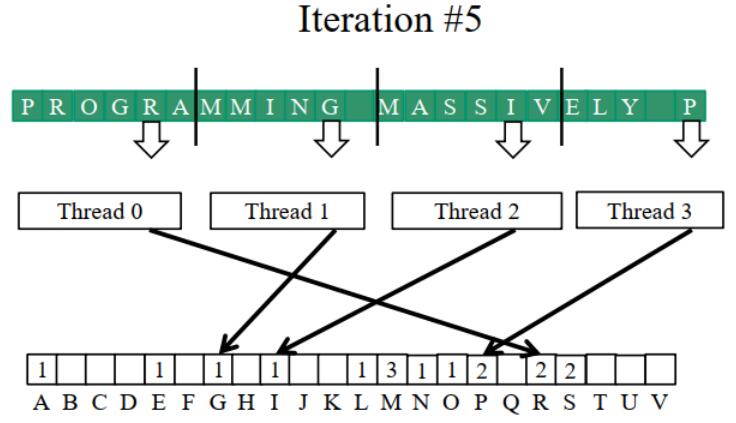 Iteration #5
P R O G R A M M I N G M A S S I V E L Y P
Thread 0 Thread 1 Thread 2 Thread 3
1 1 1 1 1 3 1 1 2 2 2
A B C D E F G H I J K L M N O P Q R S T U V